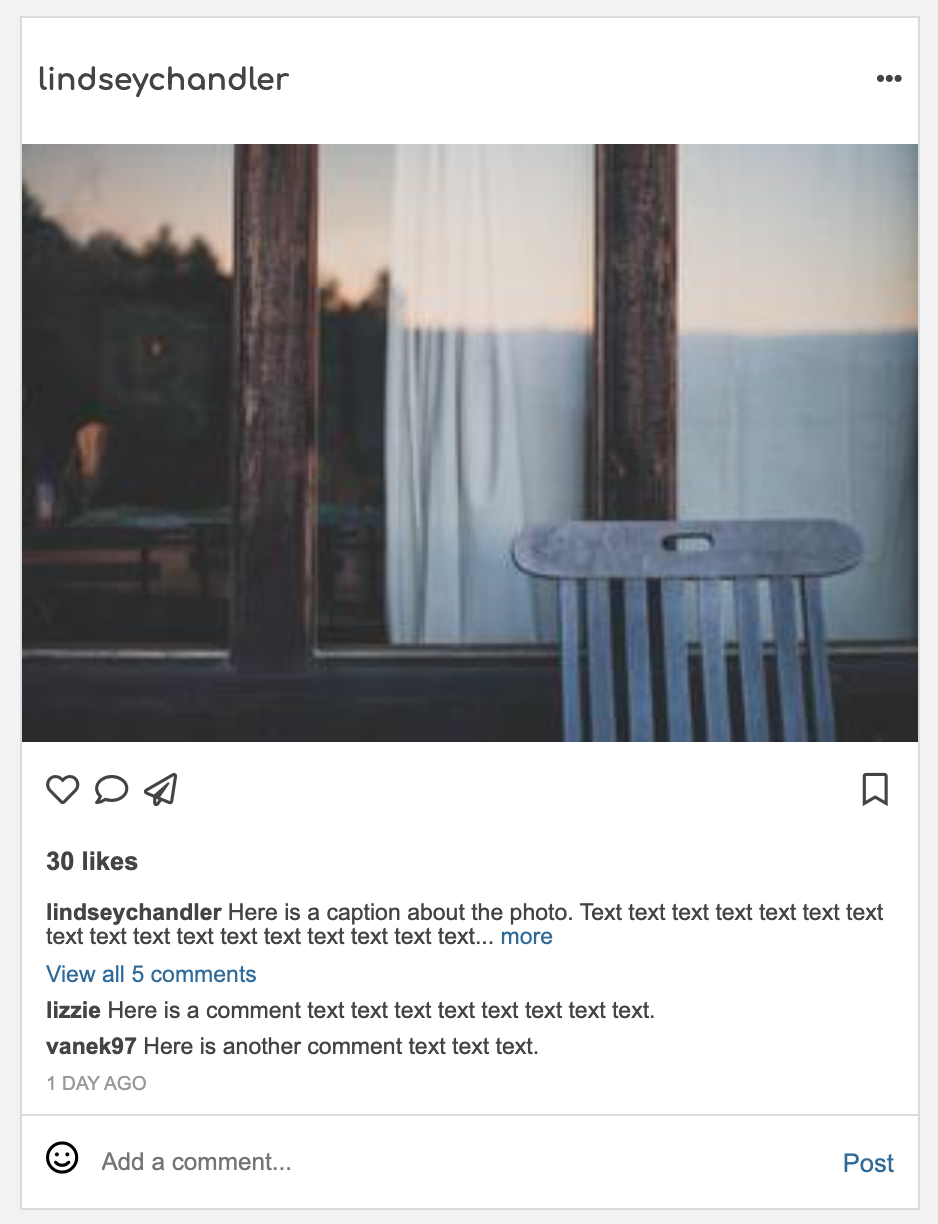 lindseychandler
30 likes
lindseychandler Here is a caption about the photo. Text text text text text text text
text text text text text text text text text text... more
View all 5 comments
lizzie Here is a comment text text text text text text text text.
vanek97 Here is another comment text text text.
1 DAY AGO
Add a comment...
Post